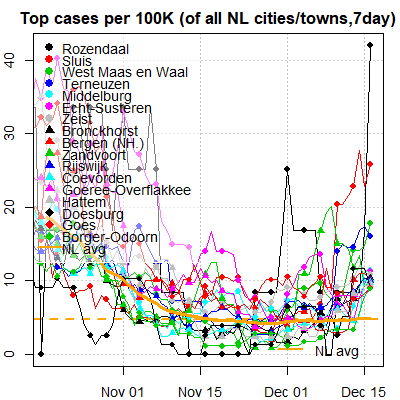 Top cases per 100K (of all NL cities/towns,7day)
40
30
20
10
0
Rozendaal
Sluis
West Maas en Waal
Terneuzen
Middelburg
Echt-Susteren
Zeist
Bronckhorst
Bergen (NH.)
Zandvoort
Rijswijk
Coevorden
Goeree-Overflakkee
Hattem
Doesburg
Goes
Borger-Odoorn
NL avg
NL avg
Nov 01
Nov 15
Dec 01
Dec 15